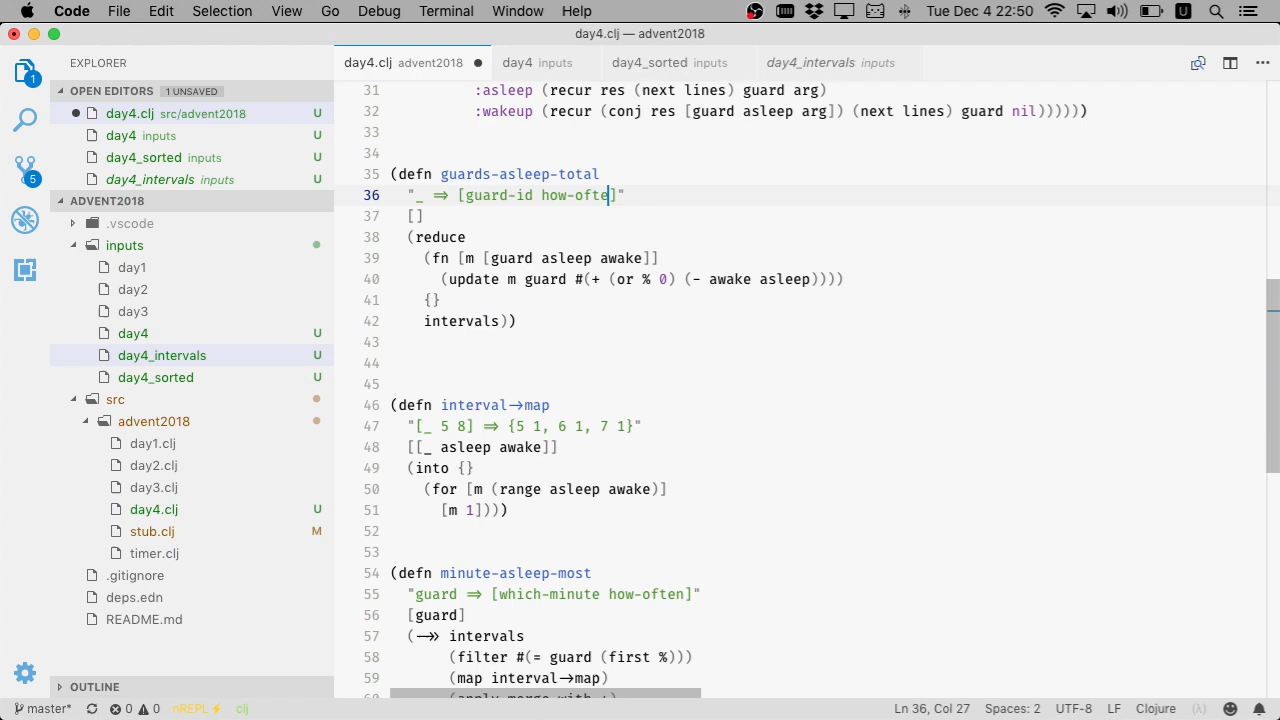 Code File Edit Selection View Go Debug Terminal Window Help Tue Dec 4 22:50 U
day4.clj — advent2018
EXPLORER
day4.clj advent2018
day4 inputs
day4_sorted inputs
day4_intervals inputs
OPEN EDITORS 1 UNSAVED
day4.clj src/advent2018 U
day4 inputs U
day4_sorted inputs U
day4_intervals inputs U
ADVENT2018
.vscode
inputs
day1
day2
day3
day4 U
day4_intervals U
day4_sorted U
src
advent2018
day1.clj
day2.clj
day3.clj
day4.clj U
stub.clj M
timer.clj
.gitignore
deps.edn
README.md
OUTLINE
1
5
31 :asleep (recur res (next lines) guard arg)
32 :wakeup (recur (conj res [guard asleep arg]) (next lines) guard nil))))))
33
34
35 (defn guards-asleep-total
36 "_ => [guard-id how-ofte]"
37 []
38 (reduce
39 (fn [m [guard asleep awake]]
40 (update m guard #(+ (or % 0) (- awake asleep))))
41 {}
42 intervals))
43
44
45
46 (defn interval->map
47 "[_ 5 8] => {5 1, 6 1, 7 1}"
48 [[_ asleep awake]]
49 (into {}
50 (for [m (range asleep awake)]
51 [m 1])))
52
53
54 (defn minute-asleep-most
55 "guard => [which-minute how-often]"
56 [guard]
57 (->> intervals
58 (filter #(= guard (first %)))
59 (map interval->map)
60 (apply merge-with +)
master* 0 0 nREPL⚡ clj Ln 36, Col 27 Spaces: 2 UTF-8 LF Clojure (λ)